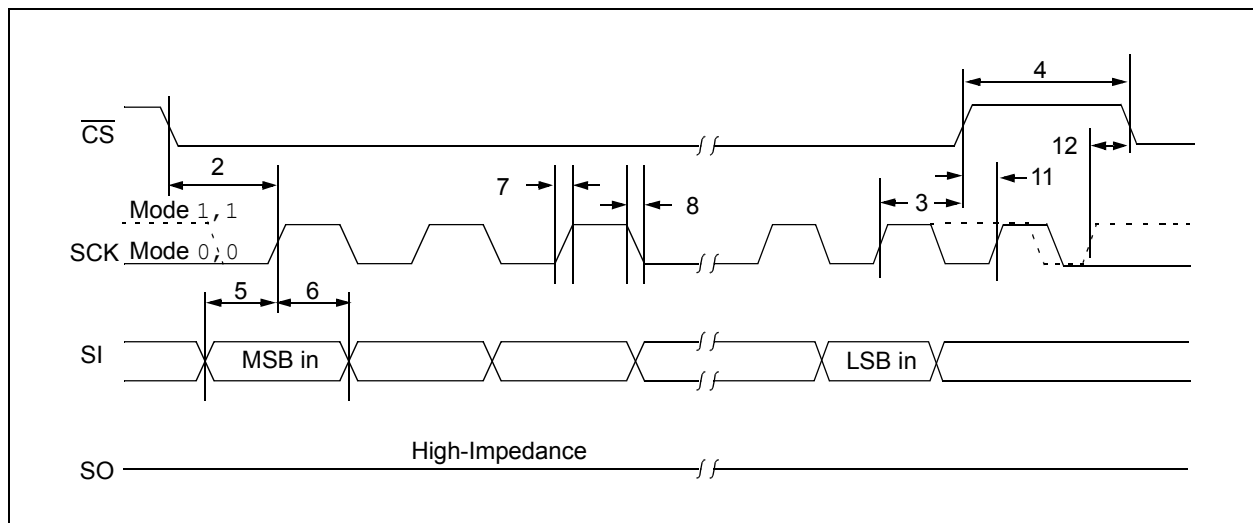 4
CS
12
2
7
11
Mode 1,1
3
8
SCK Mode 0,0
5
6
SI
MSB in
LSB in
High-Impedance
SO